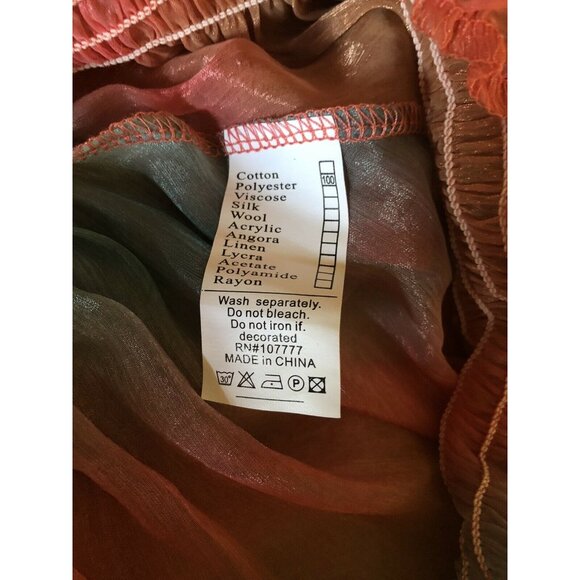 Cotton
Polyester 100
Viscose
Silk
Wool
Acrylic
Angora
Linen
Lycra
Acetate
Polyamide
Rayon
Wash separately.
Do not bleach.
Do not iron if.
decorated
RN#107777
MADE in CHINA
30° P